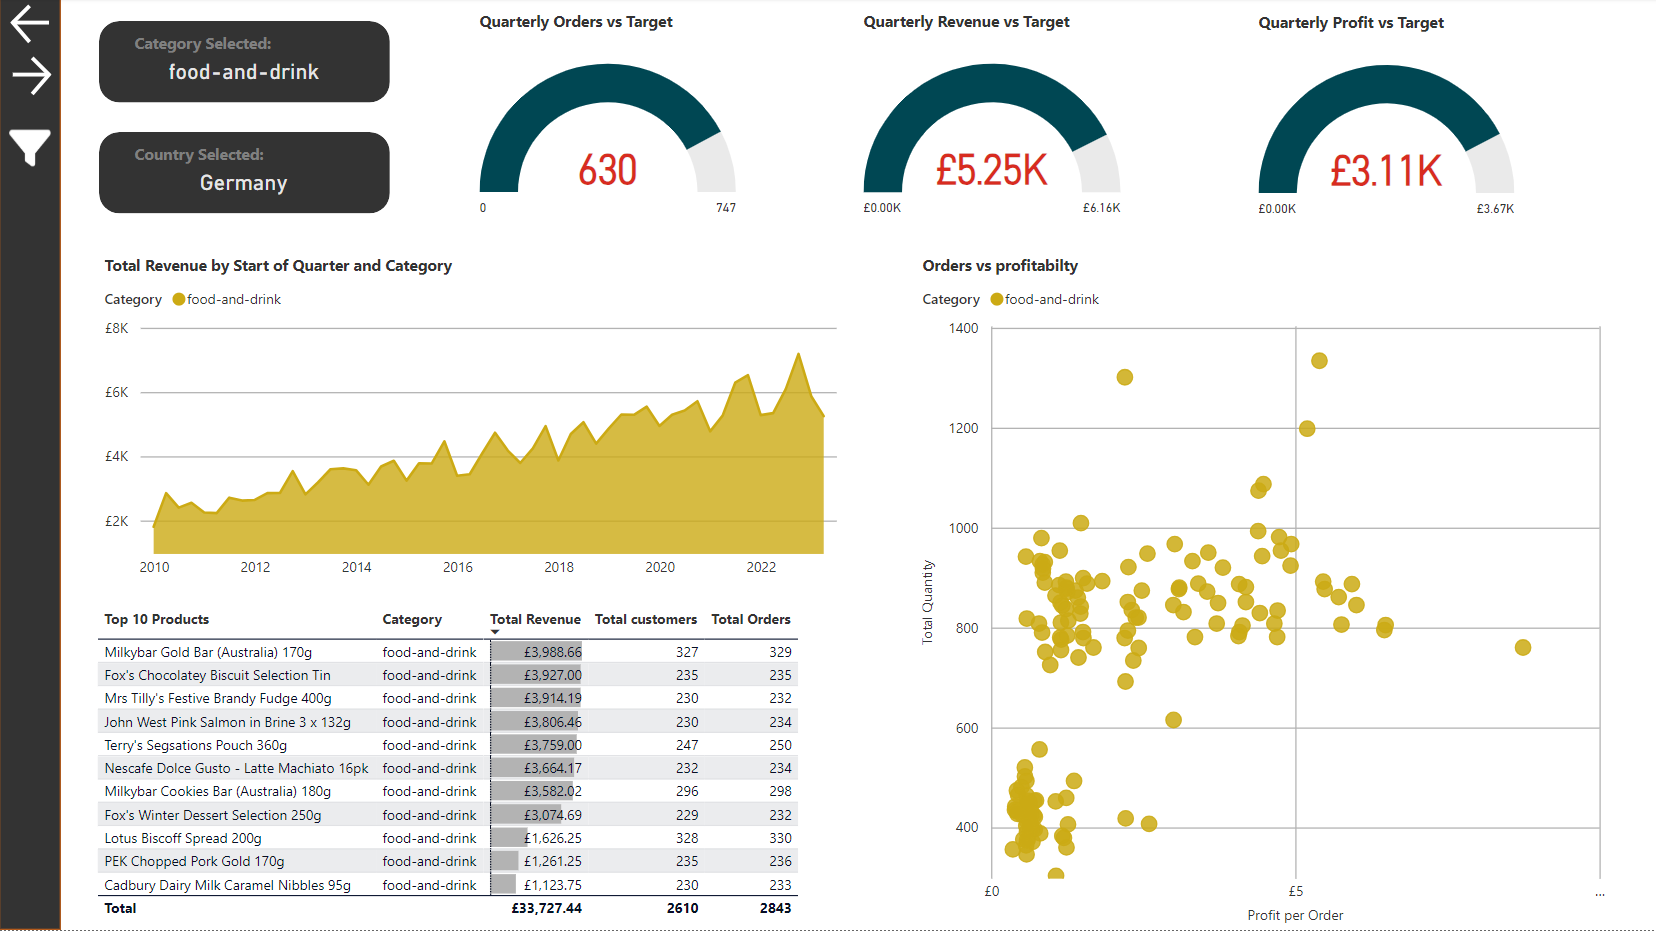 Category Selected:
food-and-drink
Country Selected:
Germany
Quarterly Orders vs Target
630
0
747
Quarterly Revenue vs Target
£5.25K
£0.00K
£6.16K
Quarterly Profit vs Target
£3.11K
£0.00K
£3.67K
Total Revenue by Start of Quarter and Category
Category food-and-drink
£8K
£6K
£4K
£2K
2010 2012 2014 2016 2018 2020 2022
Top 10 Products Category Total Revenue Total customers Total Orders
Milkybar Gold Bar (Australia) 170g food-and-drink £3,988.66 327 329
Fox's Chocolatey Biscuit Selection Tin food-and-drink £3,927.00 235 235
Mrs Tilly's Festive Brandy Fudge 400g food-and-drink £3,914.19 230 232
John West Pink Salmon in Brine 3 x 132g food-and-drink £3,806.46 230 234
Terry's Segsations Pouch 360g food-and-drink £3,759.00 247 250
Nescafe Dolce Gusto - Latte Machiato 16pk food-and-drink £3,664.17 232 234
Milkybar Cookies Bar (Australia) 180g food-and-drink £3,582.02 296 298
Fox's Winter Dessert Selection 250g food-and-drink £3,074.69 229 232
Lotus Biscoff Spread 200g food-and-drink £1,626.25 328 330
PEK Chopped Pork Gold 170g food-and-drink £1,261.25 235 236
Cadbury Dairy Milk Caramel Nibbles 95g food-and-drink £1,123.75 230 233
Total £33,727.44 2610 2843
Orders vs profitabilty
Category food-and-drink
Total Quantity
1400
1200
1000
800
600
400
£0 £5 ...
Profit per Order